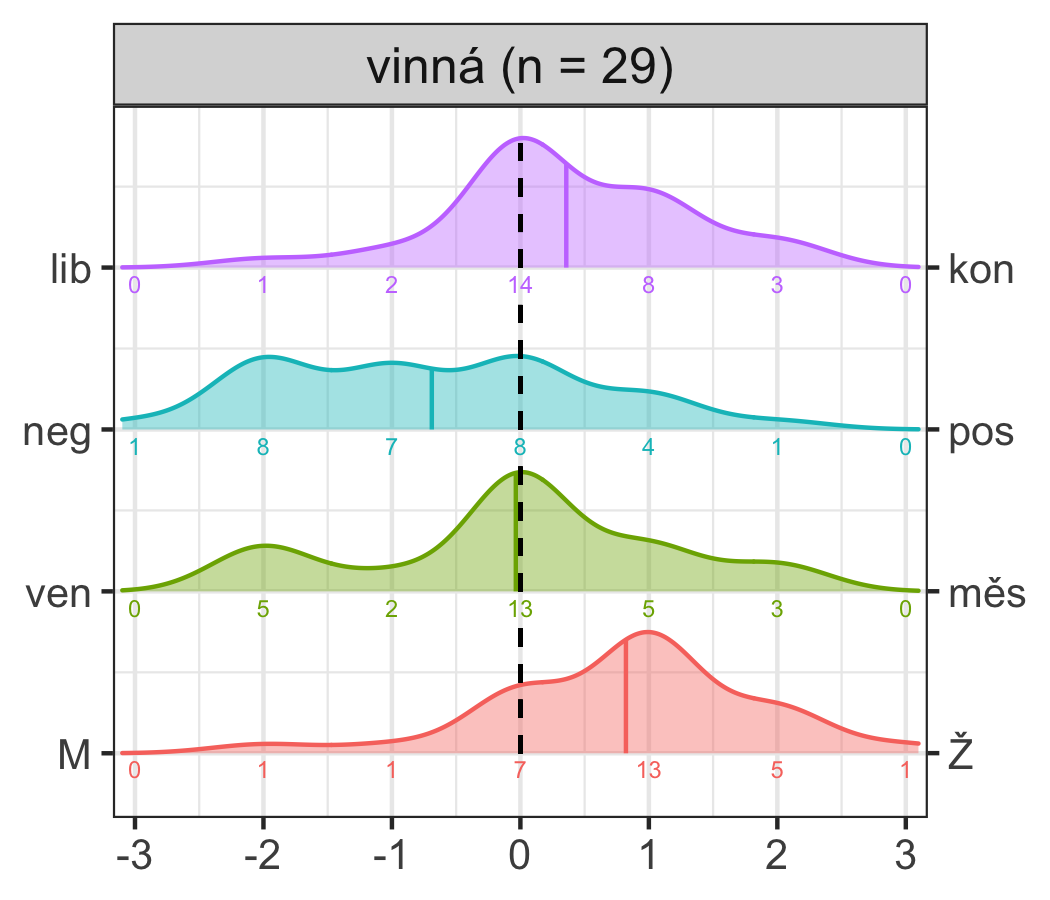 vinná (n = 29)
lib kon
0 1 2 14 8 3 0
neg pos
1 8 7 8 4 1 0
ven měs
0 5 2 13 5 3 0
M Ž
0 1 1 7 13 5 1
-3 -2 -1 0 1 2 3